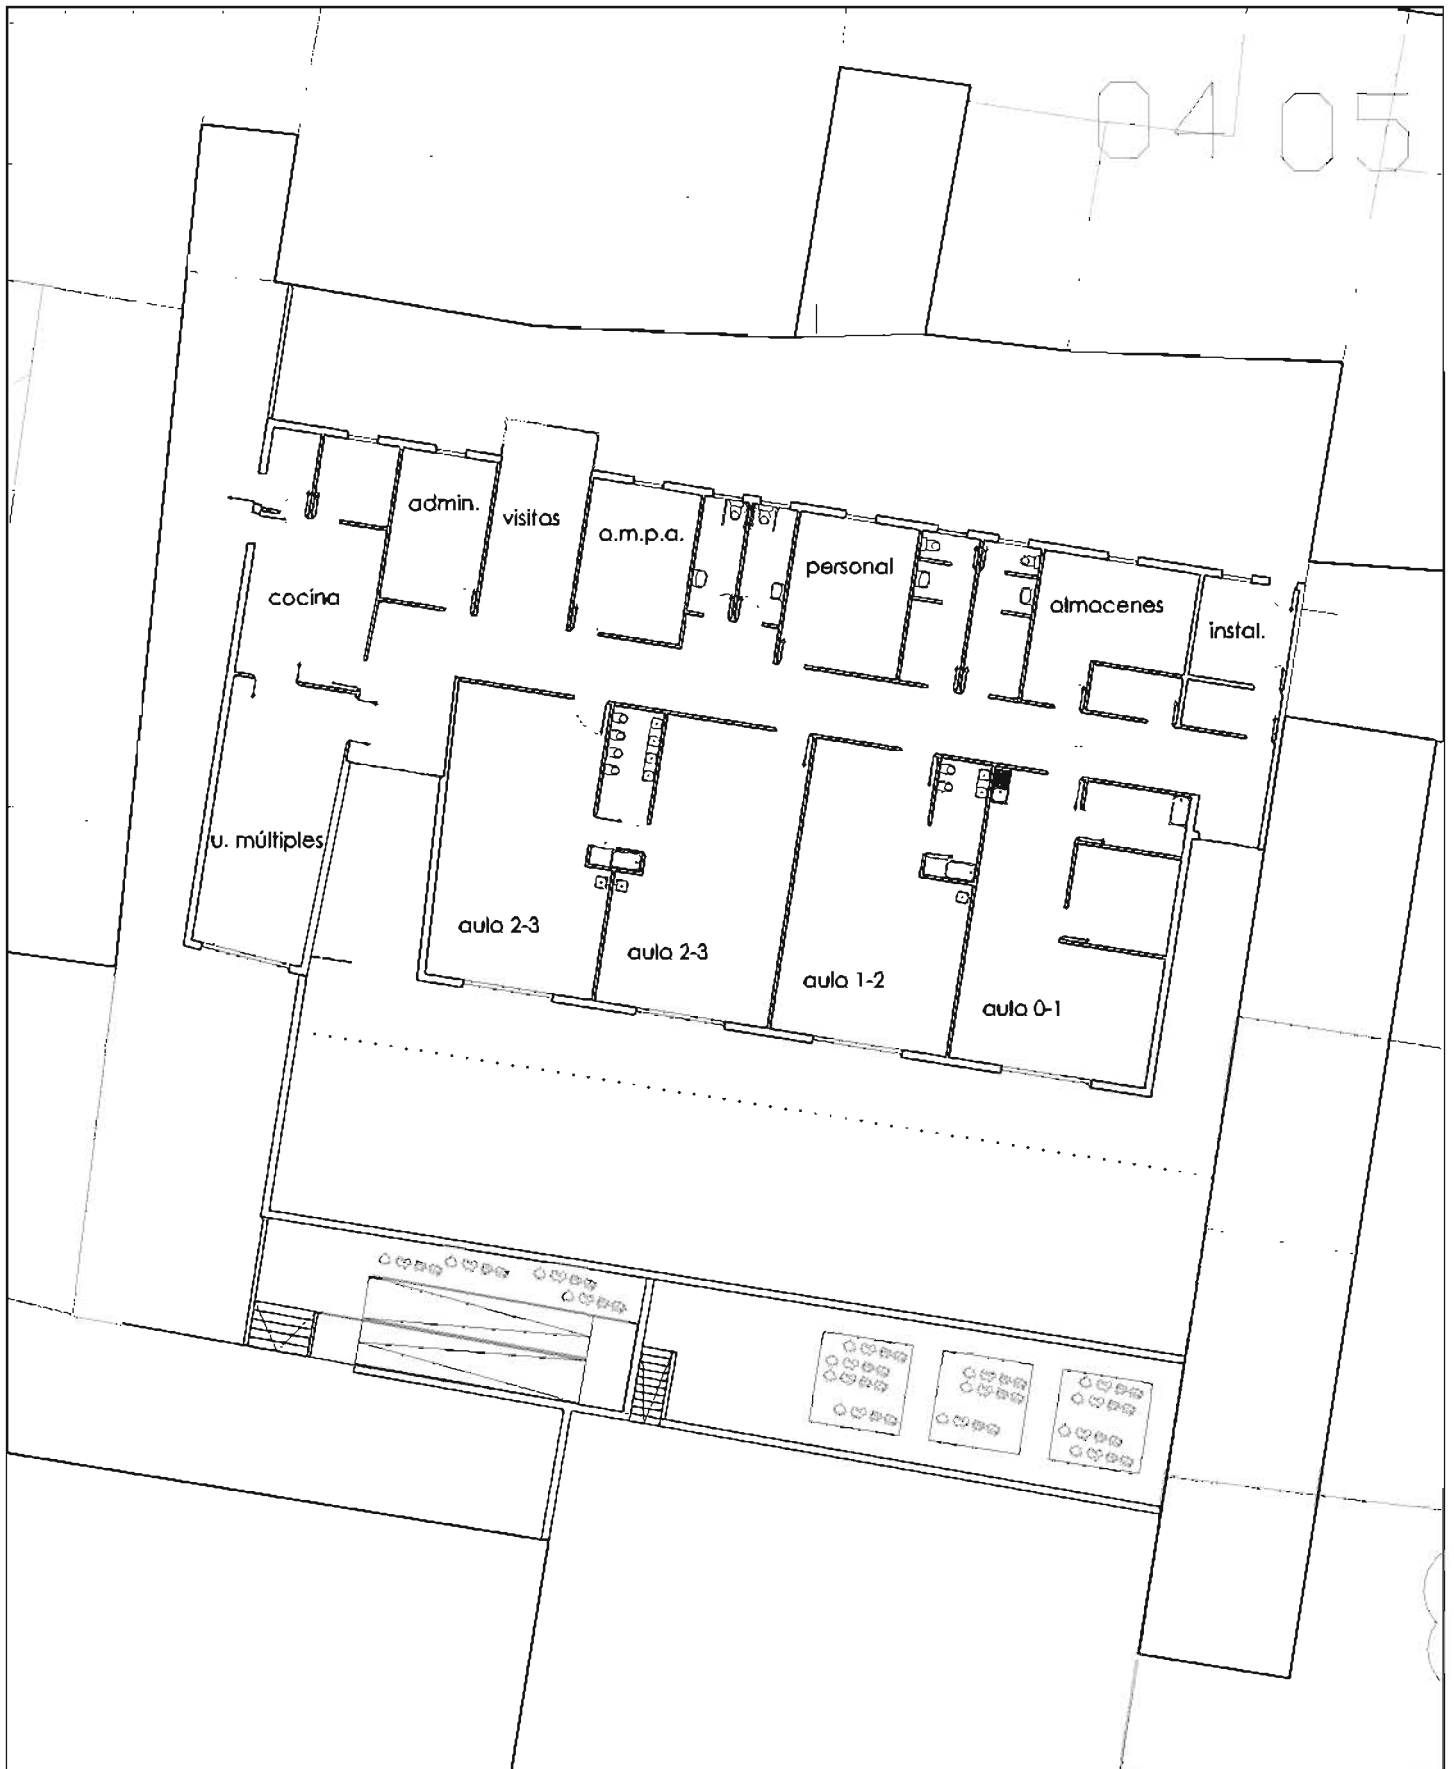 04 05
admin.
visitas
a.m.p.a.
personal
cocina
almacenes
instal.
u. múltiples
aula 2-3
aula 2-3
aula 1-2
aula 0-1